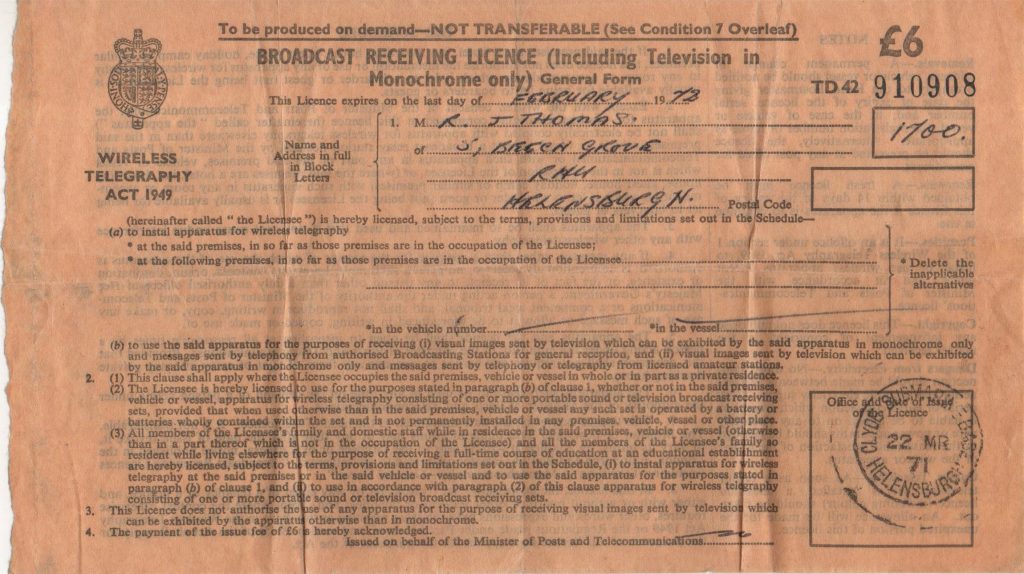 To be produced on demand—NOT TRANSFERABLE (See Condition 7 Overleaf)
BROADCAST RECEIVING LICENCE (Including Television in
Monochrome only) General Form
£6
TD 42 910908
This Licence expires on the last day of FEBRUARY 1972
WIRELESS
TELEGRAPHY
ACT 1949
Name and
Address in full
in Block
Letters
1. M R. J THOMAS.
of 5, BEECH GROVE
RHU
HELENSBURGH. Postal Code
1/00.
(hereinafter called " the Licensee ") is hereby licensed, subject to the terms, provisions and limitations set out in the Schedule—
(a) to instal apparatus for wireless telegraphy
* at the said premises, in so far as those premises are in the occupation of the Licensee;
* at the following premises, in so far as those premises are in the occupation of the Licensee
* Delete the
inapplicable
alternatives
*in the vehicle number *in the vessel
(b) to use the said apparatus for the purposes of receiving (i) visual images sent by television which can be exhibited by the said apparatus in monochrome only
and messages sent by telephony from authorised Broadcasting Stations for general reception, and (ii) visual images sent by television which can be exhibited
by the said apparatus in monochrome only and messages sent by telephony or telegraphy from licensed amateur stations.
2. (1) This clause shall apply where the Licensee occupies the said premises, vehicle or vessel in whole or in part as a private residence.
(2) The Licensee is hereby licensed to use for the purposes stated in paragraph (b) of clause 1, whether or not in the said premises,
vehicle or vessel, apparatus for wireless telegraphy consisting of one or more portable sound or television broadcast receiving
sets, provided that when used otherwise than in the said premises, vehicle or vessel any such set is operated by a battery or
batteries wholly contained within the set and is not permanently installed in any premises, vehicle, vessel or other place.
(3) All members of the Licensee's family and domestic staff while in residence in the said premises, vehicle or vessel (otherwise
than in a part thereof which is not in the occupation of the Licensee) and all the members of the Licensee's family so
resident while living elsewhere for the purpose of receiving a full-time course of education at an educational establishment
are hereby licensed, subject to the terms, provisions and limitations set out in the Schedule, (i) to instal apparatus for wireless
telegraphy at the said premises or in the said vehicle or vessel and to use the said apparatus for the purposes stated in
paragraph (b) of clause 1, and (ii) to use in accordance with paragraph (2) of this clause apparatus for wireless telegraphy
consisting of one or more portable sound or television broadcast receiving sets.
3. This Licence does not authorise the use of any apparatus for the purpose of receiving visual images sent by television which
can be exhibited by the apparatus otherwise than in monochrome.
4. The payment of the issue fee of £6 is hereby acknowledged.
Issued on behalf of the Minister of Posts and Telecommunications
Office and Date of Issue
of the Licence
22 MR
71
HELENSBURGH